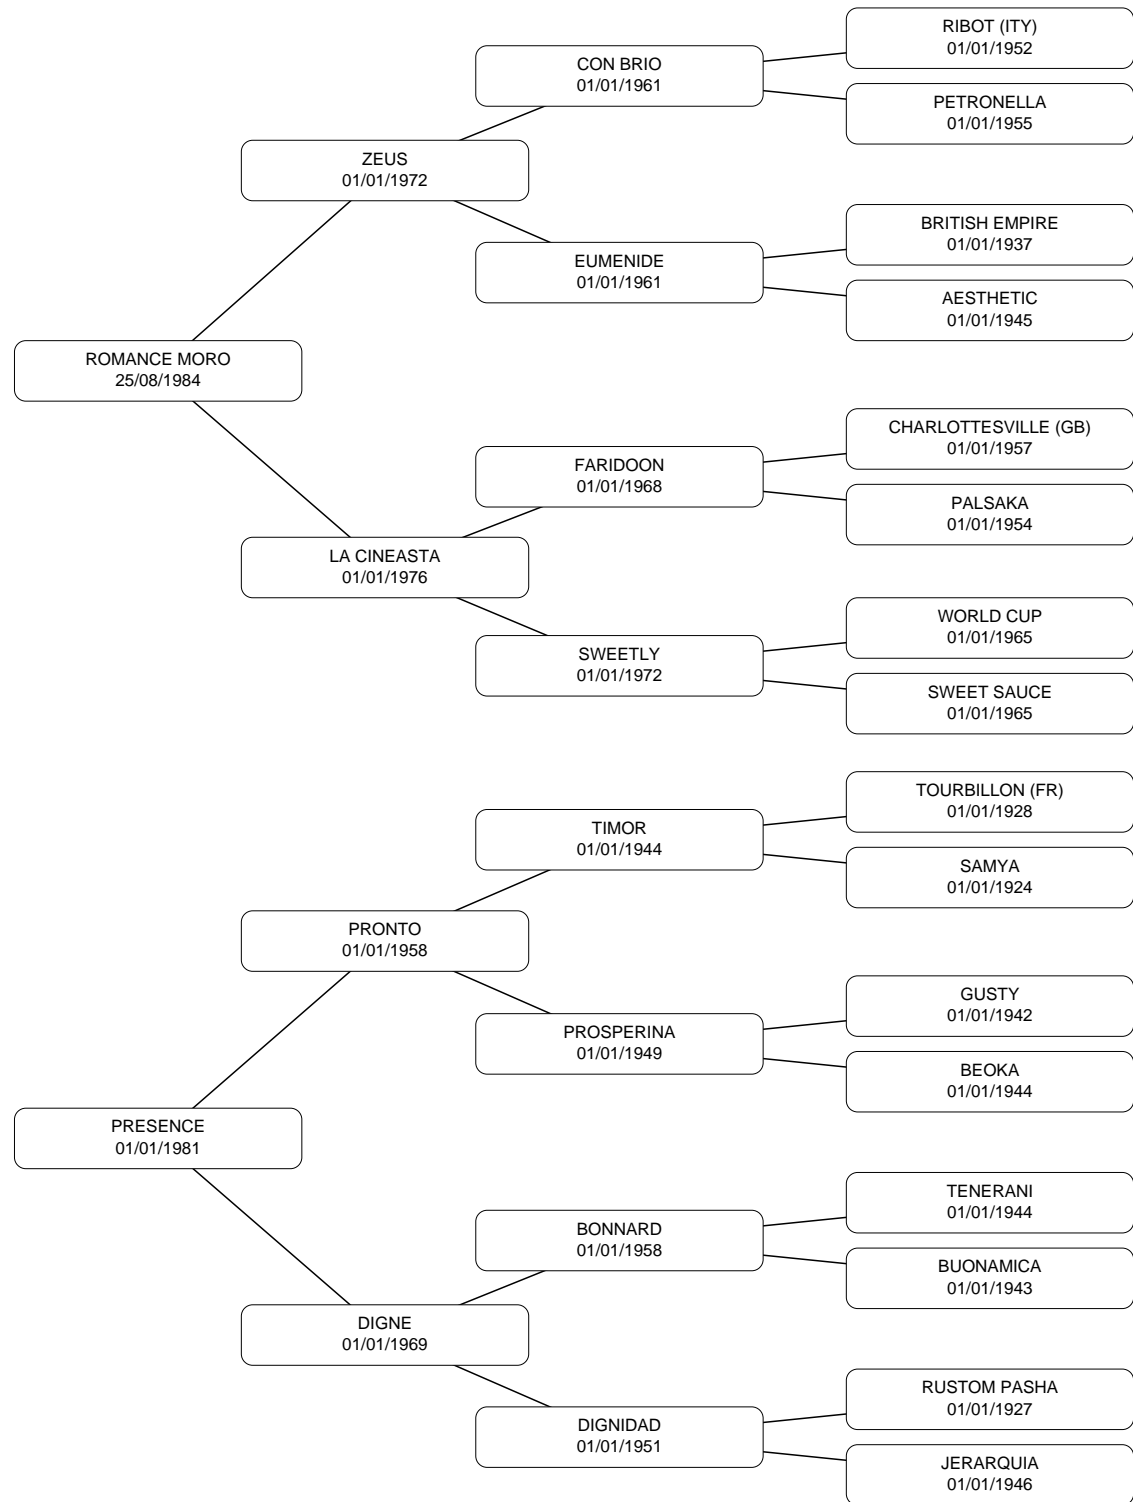 RIBOT (ITY)
01/01/1952
CON BRIO
01/01/1961
PETRONELLA
01/01/1955
ZEUS
01/01/1972
BRITISH EMPIRE
01/01/1937
EUMENIDE
01/01/1961
AESTHETIC
01/01/1945
ROMANCE MORO
25/08/1984
CHARLOTTESVILLE (GB)
01/01/1957
FARIDOON
01/01/1968
PALSAKA
01/01/1954
LA CINEASTA
01/01/1976
WORLD CUP
01/01/1965
SWEETLY
01/01/1972
SWEET SAUCE
01/01/1965
TOURBILLON (FR)
01/01/1928
TIMOR
01/01/1944
SAMYA
01/01/1924
PRONTO
01/01/1958
GUSTY
01/01/1942
PROSPERINA
01/01/1949
BEOKA
01/01/1944
PRESENCE
01/01/1981
TENERANI
01/01/1944
BONNARD
01/01/1958
BUONAMICA
01/01/1943
DIGNE
01/01/1969
RUSTOM PASHA
01/01/1927
DIGNIDAD
01/01/1951
JERARQUIA
01/01/1946